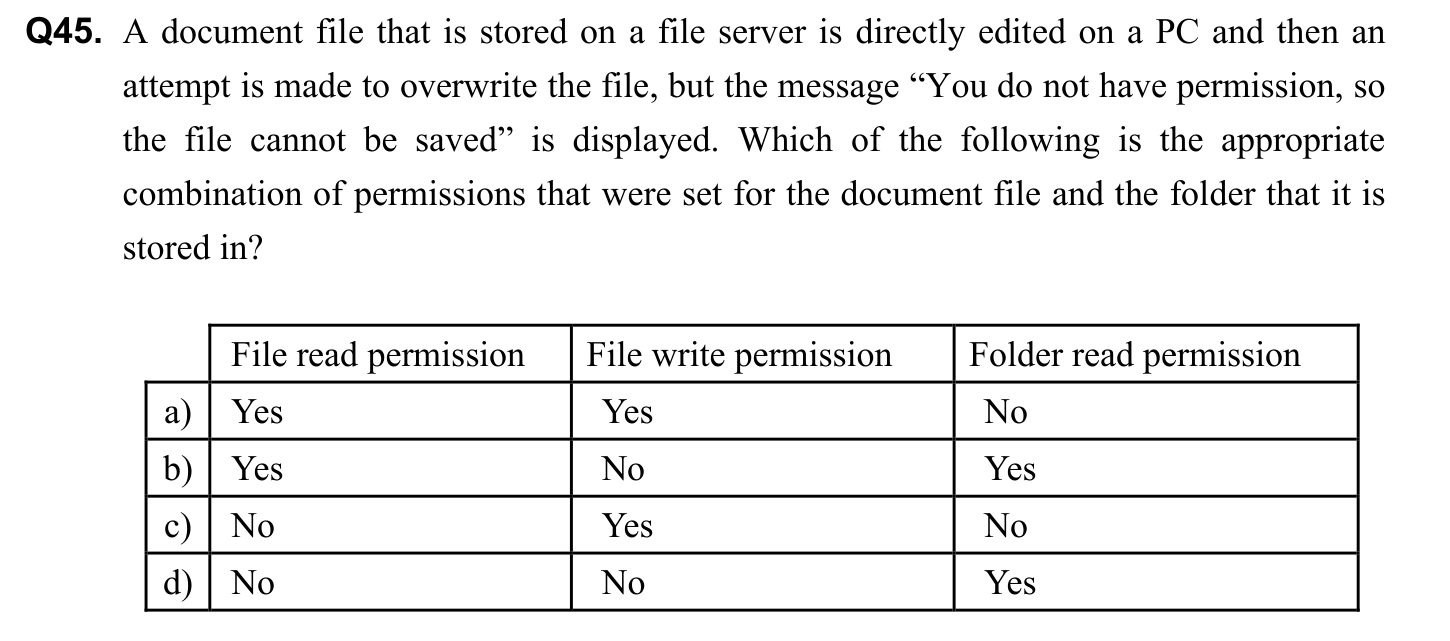 Q45. A document file that is stored on a file server is directly edited on a PC and then an
attempt is made to overwrite the file, but the message “You do not have permission, so
the file cannot be saved” is displayed. Which of the following is the appropriate
combination of permissions that were set for the document file and the folder that it is
stored in?
File read permission File write permission Folder read permission
a) Yes Yes No
b) Yes No Yes
c) No Yes No
d) No No Yes